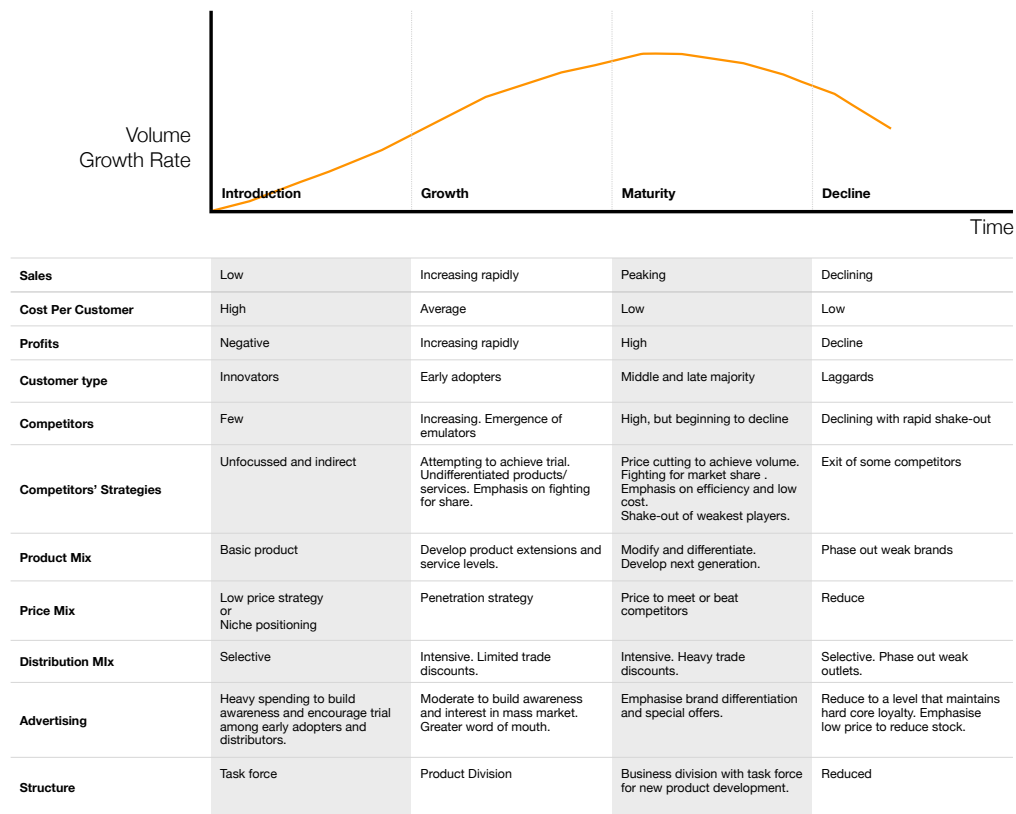 Volume
Growth Rate
Introduction
Growth
Maturity
Decline
Time
Sales
Low
Increasing rapidly
Peaking
Declining
Cost Per Customer
High
Average
Low
Low
Profits
Negative
Increasing rapidly
High
Decline
Customer type
Innovators
Early adopters
Middle and late majority
Laggards
Competitors
Few
Increasing. Emergence of
emulators
High, but beginning to decline
Declining with rapid shake-out
Competitors’ Strategies
Unfocussed and indirect
Attempting to achieve trial.
Undifferentiated products/
services. Emphasis on fighting
for share.
Price cutting to achieve volume.
Fighting for market share .
Emphasis on efficiency and low
cost.
Shake-out of weakest players.
Exit of some competitors
Product Mix
Basic product
Develop product extensions and
service levels.
Modify and differentiate.
Develop next generation.
Phase out weak brands
Price Mix
Low price strategy
or
Niche positioning
Penetration strategy
Price to meet or beat
competitors
Reduce
Distribution MIx
Selective
Intensive. Limited trade
discounts.
Intensive. Heavy trade
discounts.
Selective. Phase out weak
outlets.
Advertising
Heavy spending to build
awareness and encourage trial
among early adopters and
distributors.
Moderate to build awareness
and interest in mass market.
Greater word of mouth.
Emphasise brand differentiation
and special offers.
Reduce to a level that maintains
hard core loyalty. Emphasise
low price to reduce stock.
Structure
Task force
Product Division
Business division with task force
for new product development.
Reduced